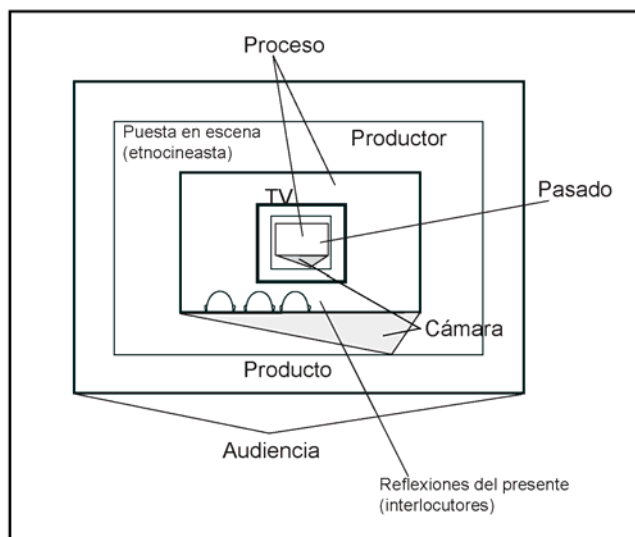 Proceso
Puesta en escena
(etnocineasta)
Productor
TV
Pasado
Cámara
Producto
Audiencia
Reflexiones del presente
(interlocutores)